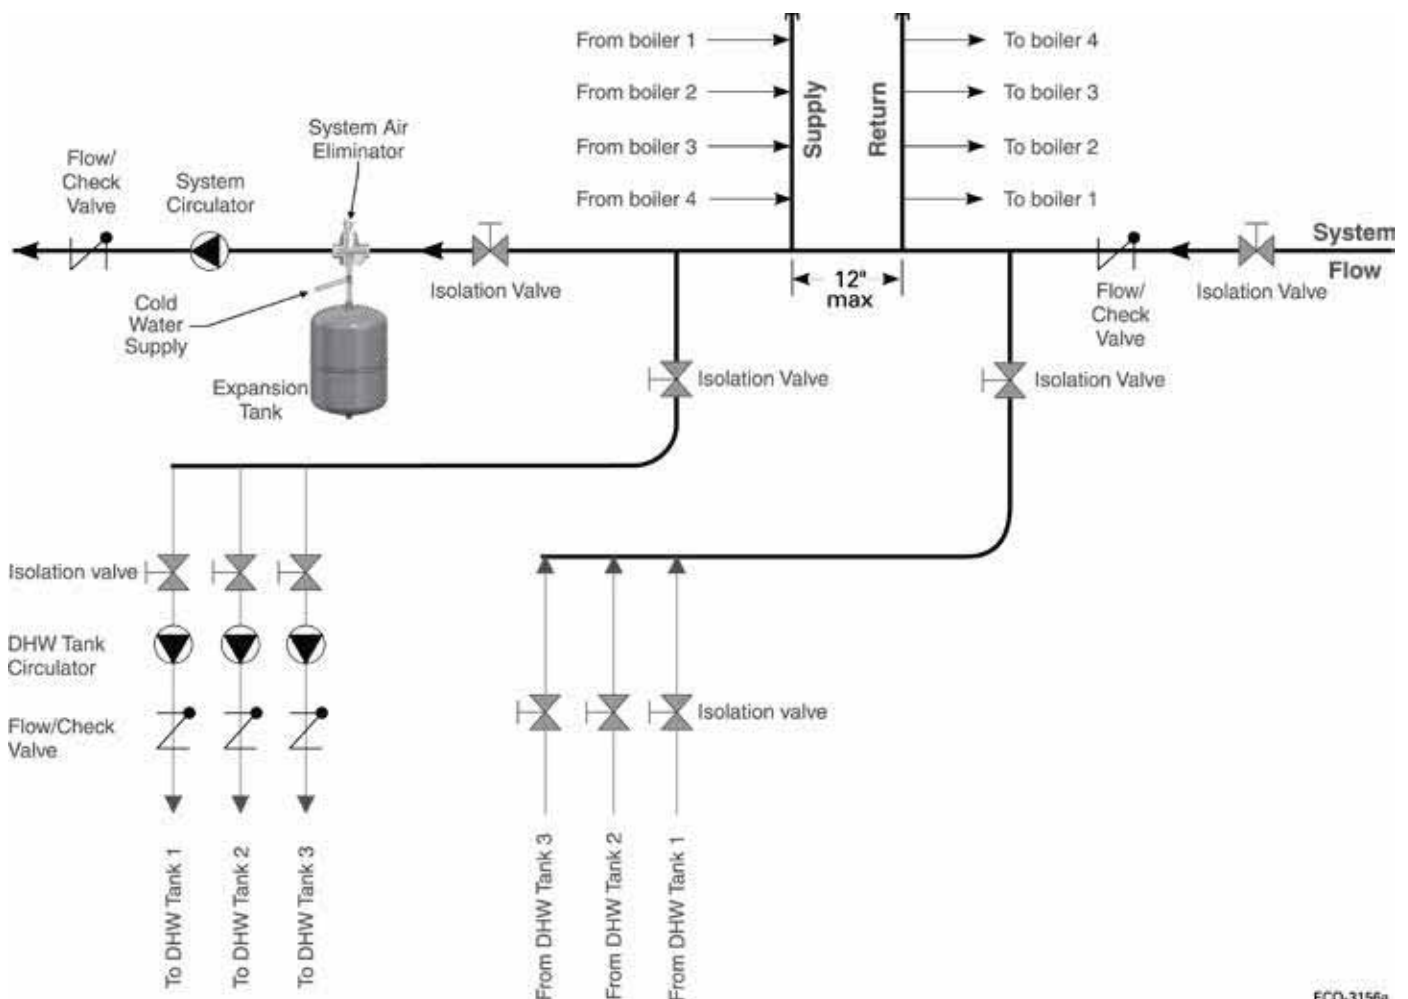 From boiler 1
From boiler 2
From boiler 3
From boiler 4
Supply
Return
To boiler 4
To boiler 3
To boiler 2
To boiler 1
System Air
Eliminator
Flow/
Check
Valve
System
Circulator
System
Flow
12"
max
Isolation Valve
Flow/
Check
Valve
Isolation Valve
Cold
Water
Supply
Expansion
Tank
Isolation Valve
Isolation Valve
Isolation valve
DHW Tank
Circulator
Flow/Check
Valve
Isolation valve
To DHW Tank 1
To DHW Tank 2
To DHW Tank 3
From DHW Tank 3
From DHW Tank 2
From DHW Tank 1